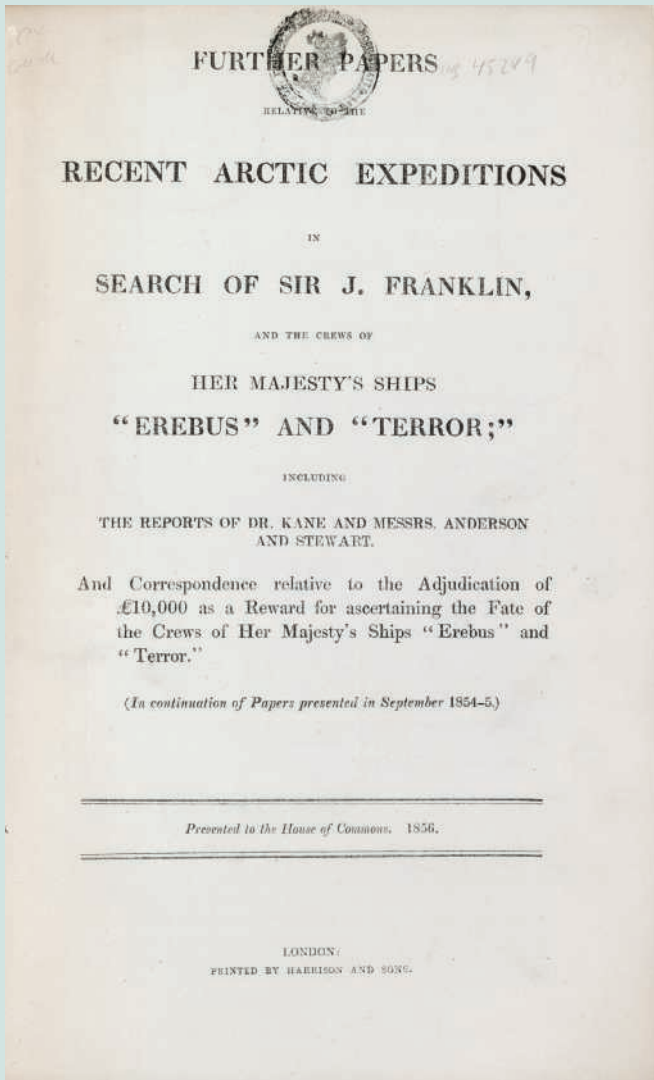 FURTHER PAPERS
RELATIVE TO THE
RECENT ARCTIC EXPEDITIONS
IN
SEARCH OF SIR J. FRANKLIN,
AND THE CREWS OF
HER MAJESTY'S SHIPS
“EREBUS” AND “TERROR;”
INCLUDING
THE REPORTS OF DR. KANE AND MESSRS. ANDERSON
AND STEWART.
And Correspondence relative to the Adjudication of
£10,000 as a Reward for ascertaining the Fate of
the Crews of Her Majesty's Ships “Erebus” and
“Terror.”
(In continuation of Papers presented in September 1854–5.)
Presented to the House of Commons. 1856.
LONDON:
PRINTED BY HARRISON AND SONS.